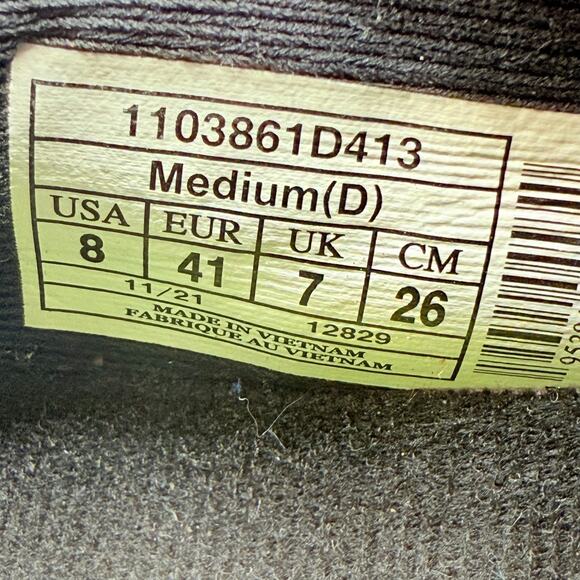 1103861D413
Medium(D)
USA EUR UK CM
8 41 7 26
11/21 12829
MADE IN VIETNAM
FABRIQUE AU VIETNAM